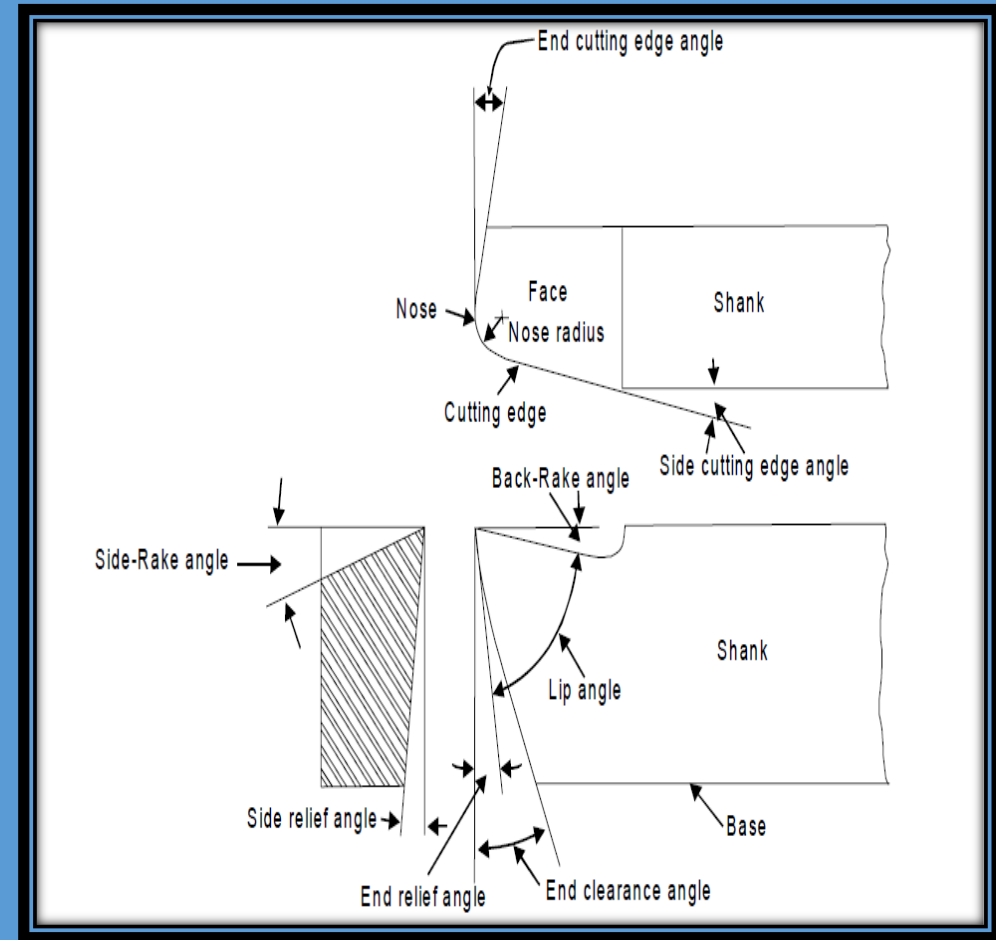 End cutting edge angle
Face
Nose
Shank
Nose radius
Cutting edge
Side cutting edge angle
Back-Rake angle
Side-Rake angle
Shank
Lip angle
Side relief angle
Base
End relief angle
End clearance angle